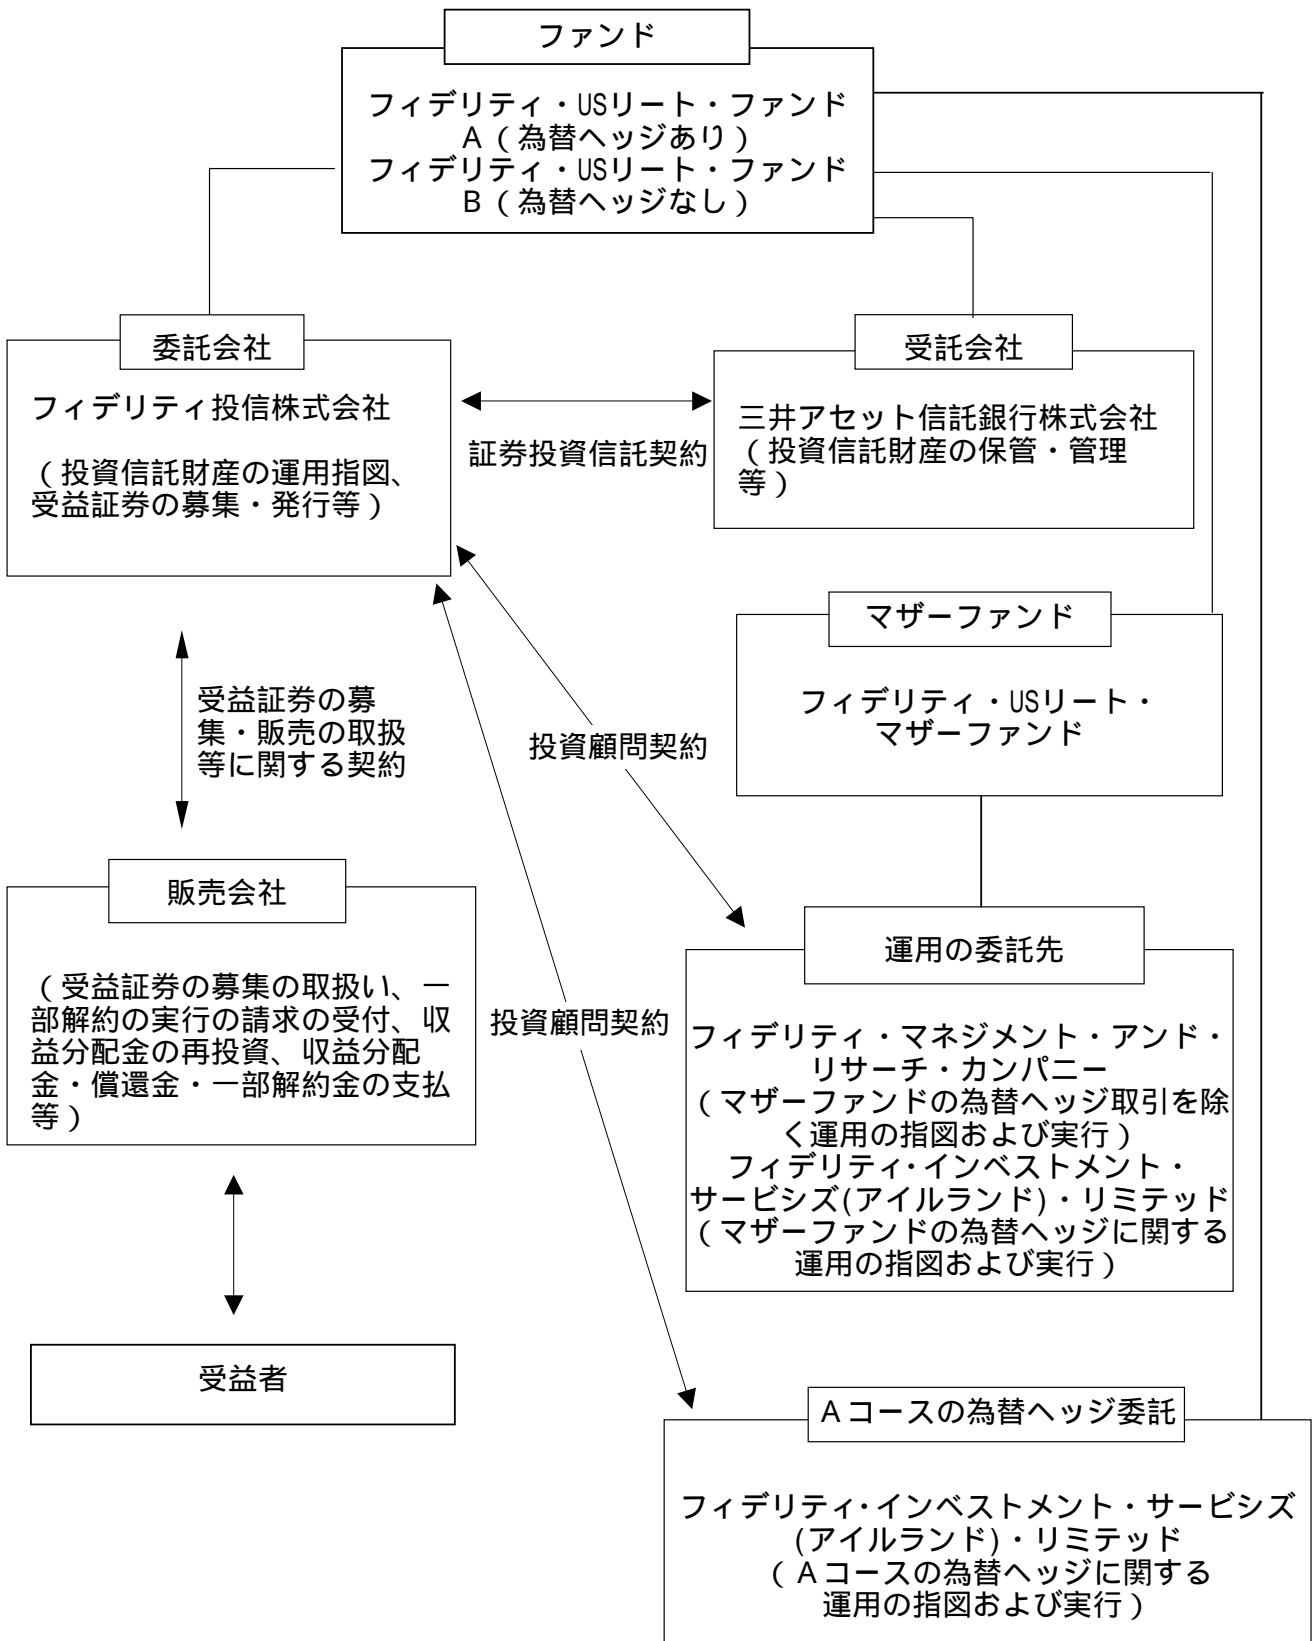 ファンド
フィデリティ・USリート・ファンド
A（為替ヘッジあり）
フィデリティ・USリート・ファンド
B（為替ヘッジなし）
委託会社
フィデリティ投信株式会社
（投資信託財産の運用指図、
受益証券の募集・発行等）
証券投資信託契約
受託会社
三井アセット信託銀行株式会社
（投資信託財産の保管・管理
等）
マザーファンド
フィデリティ・USリート・
マザーファンド
受益証券の募
集・販売の取扱
等に関する契約
投資顧問契約
販売会社
（受益証券の募集の取扱い、一
部解約の実行の請求の受付、収
益分配金の再投資、収益分配
金・償還金・一部解約金の支払
等）
投資顧問契約
運用の委託先
フィデリティ・マネジメント・アンド・
リサーチ・カンパニー
（マザーファンドの為替ヘッジ取引を除
く運用の指図および実行）
フィデリティ・インベストメント・
サービシズ(アイルランド)・リミテッド
（マザーファンドの為替ヘッジに関する
運用の指図および実行）
受益者
Aコースの為替ヘッジ委託
フィデリティ・インベストメント・サービシズ
(アイルランド)・リミテッド
（Aコースの為替ヘッジに関する
運用の指図および実行）